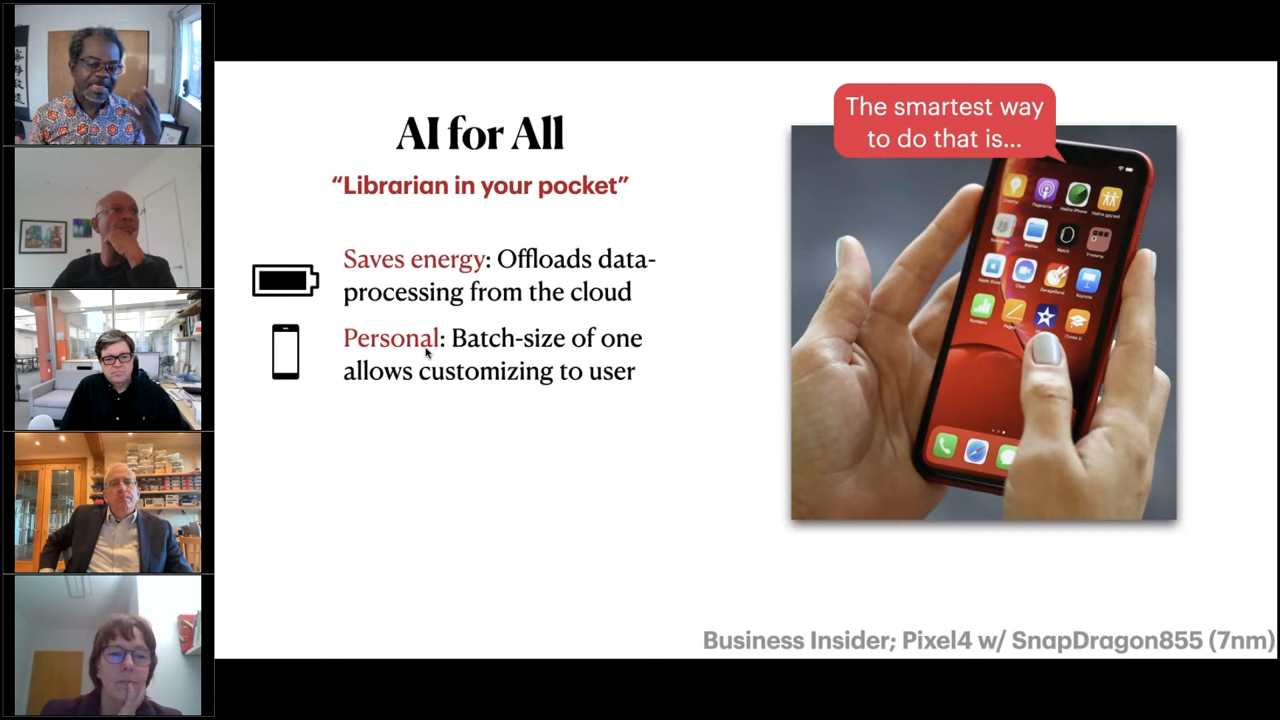 AI for All
“Librarian in your pocket”
Saves energy: Offloads data-
processing from the cloud
Personal: Batch-size of one
allows customizing to user
The smartest way
to do that is...
Business Insider; Pixel4 w/ SnapDragon855 (7nm)